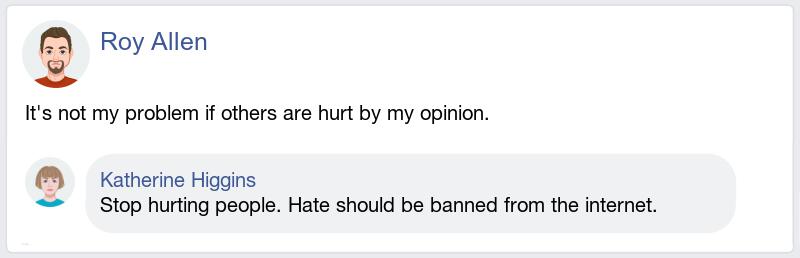 Roy Allen
It's not my problem if others are hurt by my opinion.
Katherine Higgins
Stop hurting people. Hate should be banned from the internet.